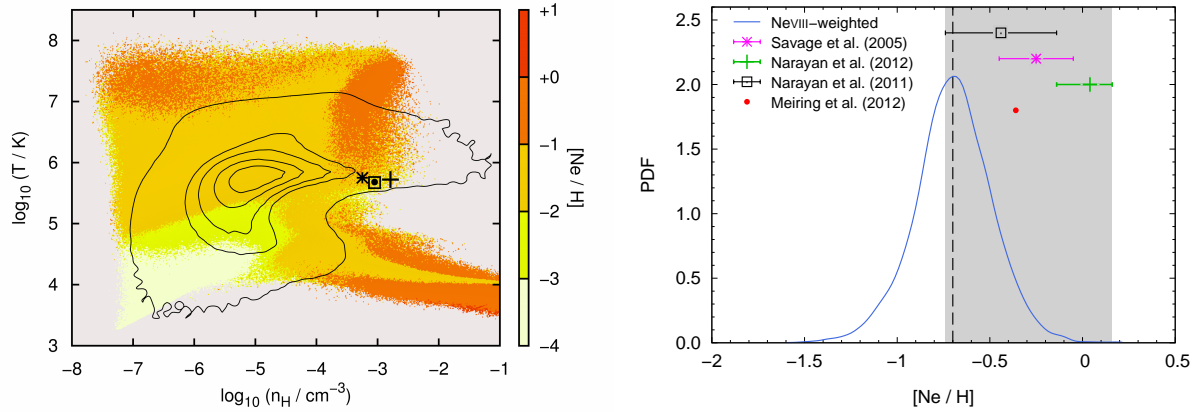 8
7
6
5
4
3
log₁₀ (T / K)
−8 −7 −6 −5 −4 −3 −2 −1
log₁₀ (n_H / cm⁻³)
+1
+0
−1
−2
−3
−4
[Ne / H]
2.5
2.0
1.5
1.0
0.5
0.0
PDF
NeVIII−weighted
Savage et al. (2005)
Narayan et al. (2012)
Narayan et al. (2011)
Meiring et al. (2012)
−2 −1.5 −1 −0.5 0 0.5
[Ne / H]